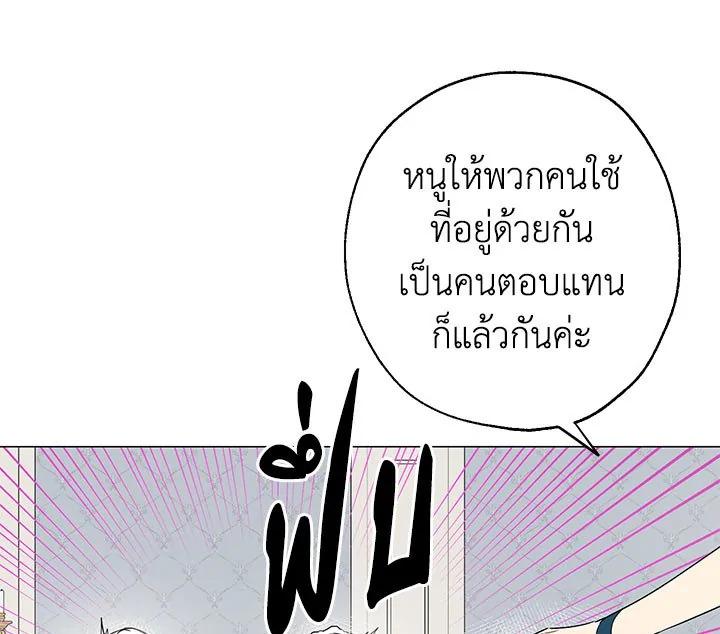 หนูให้พวกคนใช้
ที่อยู่ด้วยกัน
เป็นคนตอบแทน
ก็แล้วกันค่ะ
ฟึ่บ